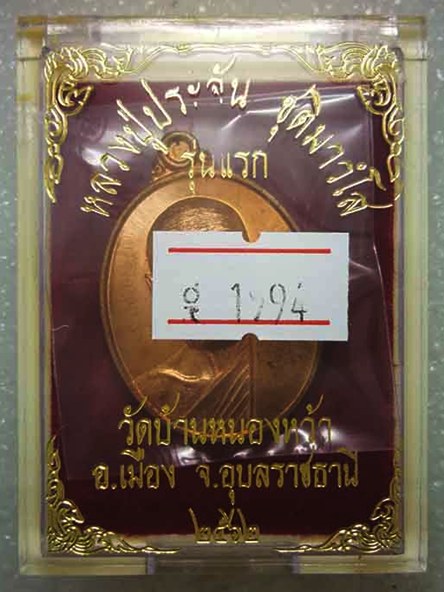 หลวงปู่ประจัน ชุติมาวํโส
รุ่นแรก
ชู 1994
วัดบ้านหนองหว้า
อ.เมือง จ.อุบลราชธานี
๒๕๖๒